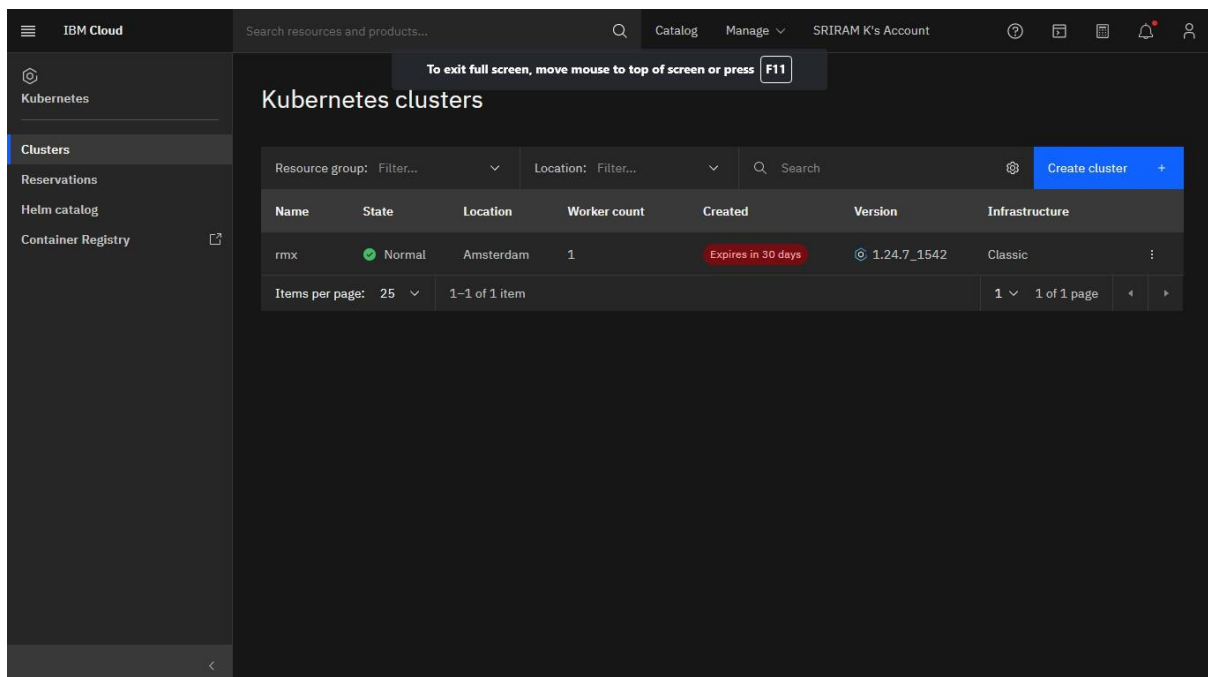 IBM Cloud
Search resources and products...
Catalog
Manage
SRIRAM K's Account
To exit full screen, move mouse to top of screen or press F11
Kubernetes
Clusters
Reservations
Helm catalog
Container Registry
Kubernetes clusters
Resource group: Filter...
Location: Filter...
Search
Create cluster +
Name State Location Worker count Created Version Infrastructure
rmx Normal Amsterdam 1 Expires in 30 days 1.24.7_1542 Classic
Items per page: 25 1–1 of 1 item 1 1 of 1 page